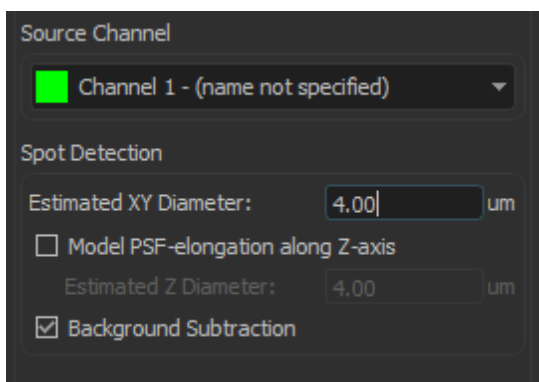 Source Channel
Channel 1 - (name not specified)
Spot Detection
Estimated XY Diameter: 4.00 um
Model PSF-elongation along Z-axis
Estimated Z Diameter: 4.00 um
Background Subtraction